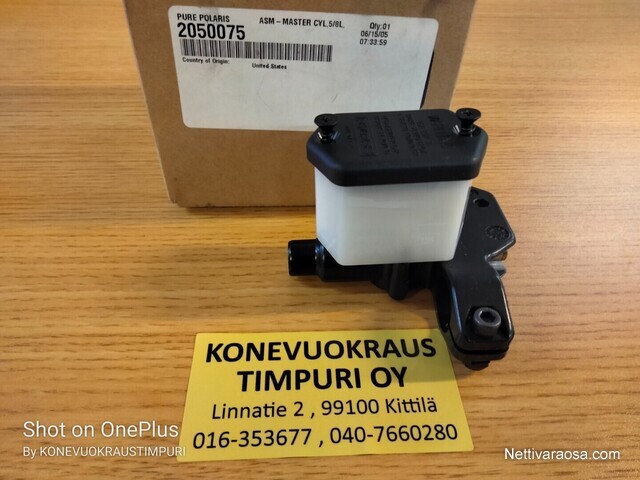 PURE POLARIS
ASM - MASTER CYL,5/8L,
Qty:01
2050075
06/15/05
07:33:59
Country of Origin:
United States
KONEVUOKRAUS
TIMPURI OY
Linnatie 2 , 99100 Kittilä
016-353677 , 040-7660280
Shot on OnePlus
By KONEVUOKRAUSTIMPURI
Nettivaraosa.com